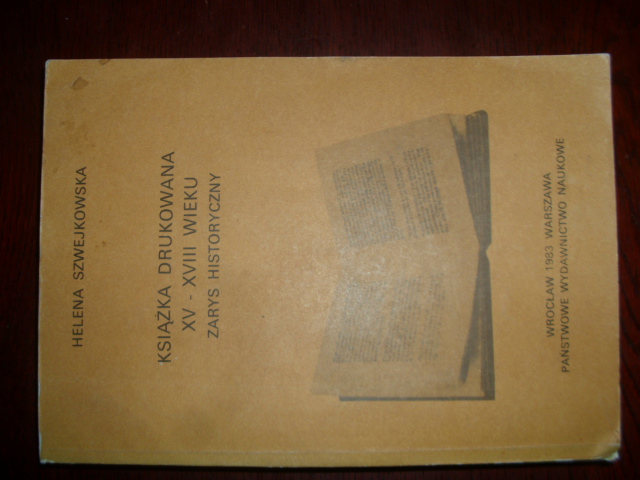 HELENA SZWEJKOWSKA
KSIĄŻKA DRUKOWANA
XV - XVIII WIEKU
ZARYS HISTORYCZNY
WROCŁAW 1983 WARSZAWA
PAŃSTWOWE WYDAWNICTWO NAUKOWE